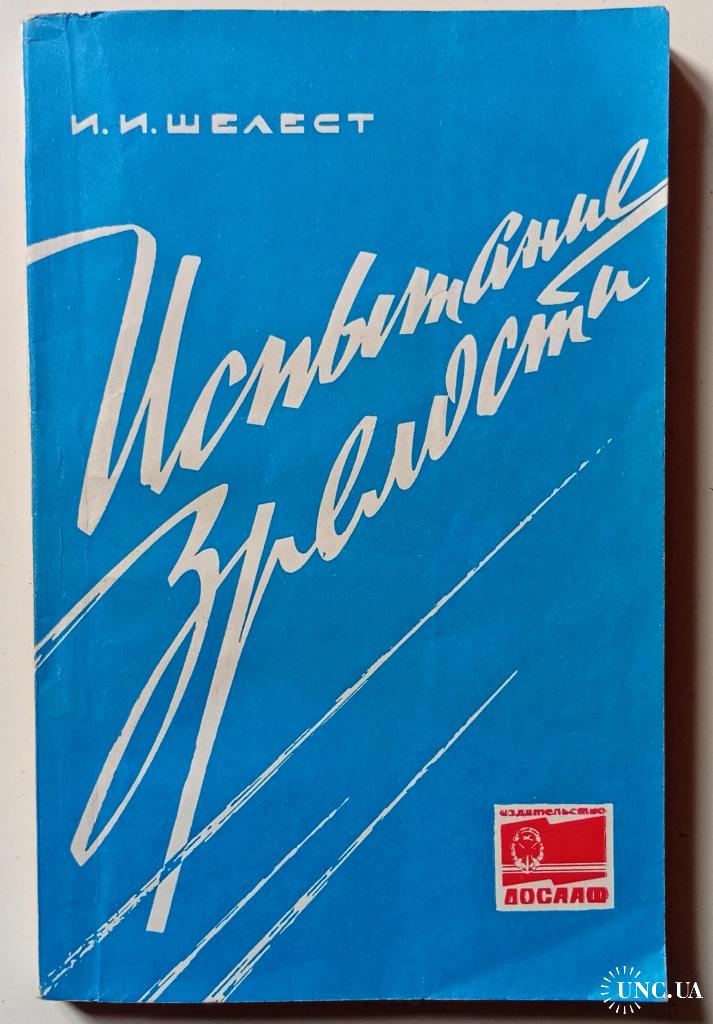 И. И. ШЕЛЕСТ
Испытание
Зрелости
издательство
ДОСААФ
UNC.UA